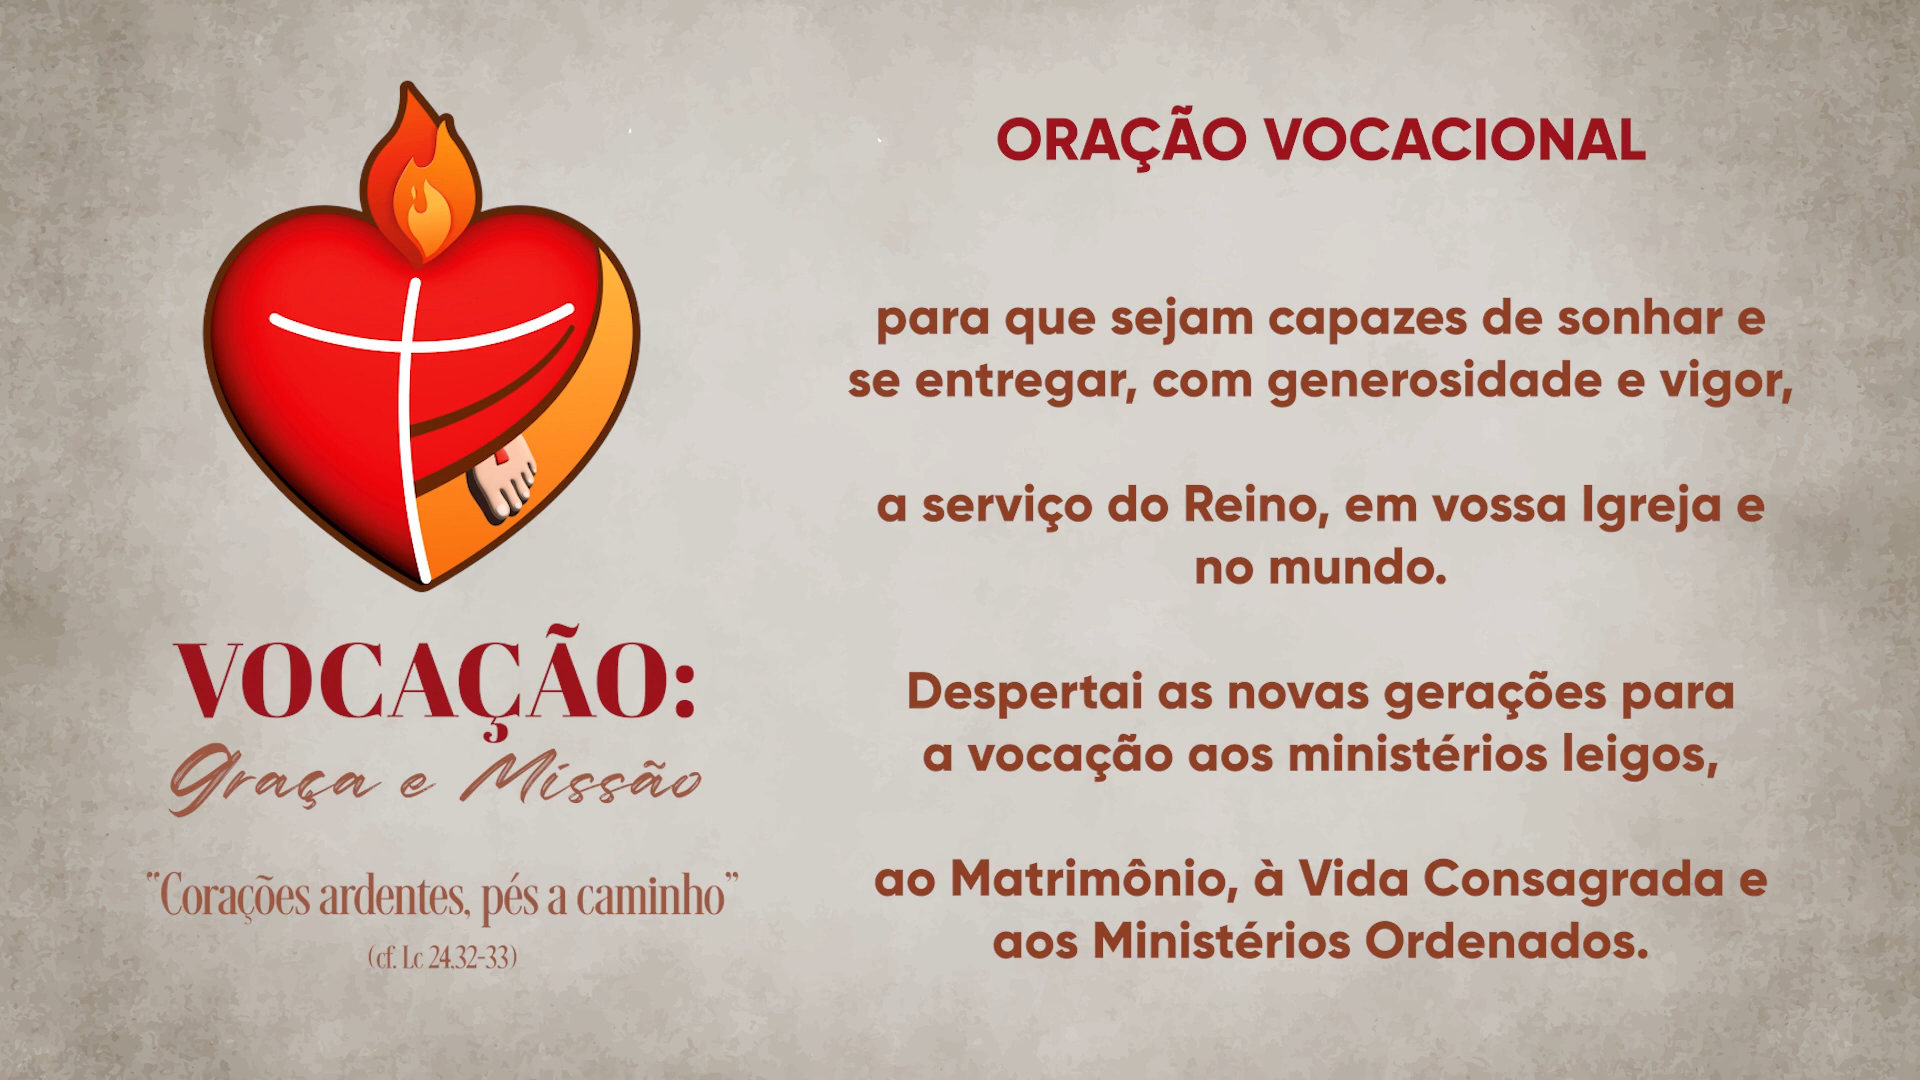 VOCAÇÃO:
Graça e Missão
“Corações ardentes, pés a caminho”
(cf. Lc 24,32-33)
ORAÇÃO VOCACIONAL
para que sejam capazes de sonhar e
se entregar, com generosidade e vigor,
a serviço do Reino, em vossa Igreja e
no mundo.
Despertai as novas gerações para
a vocação aos ministérios leigos,
ao Matrimônio, à Vida Consagrada e
aos Ministérios Ordenados.